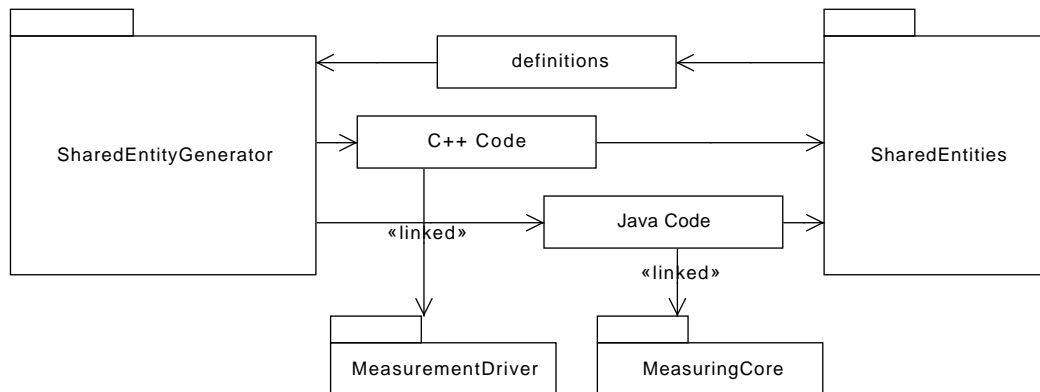 definitions
C++ Code
SharedEntityGenerator
SharedEntities
Java Code
«linked»
«linked»
MeasurementDriver
MeasuringCore